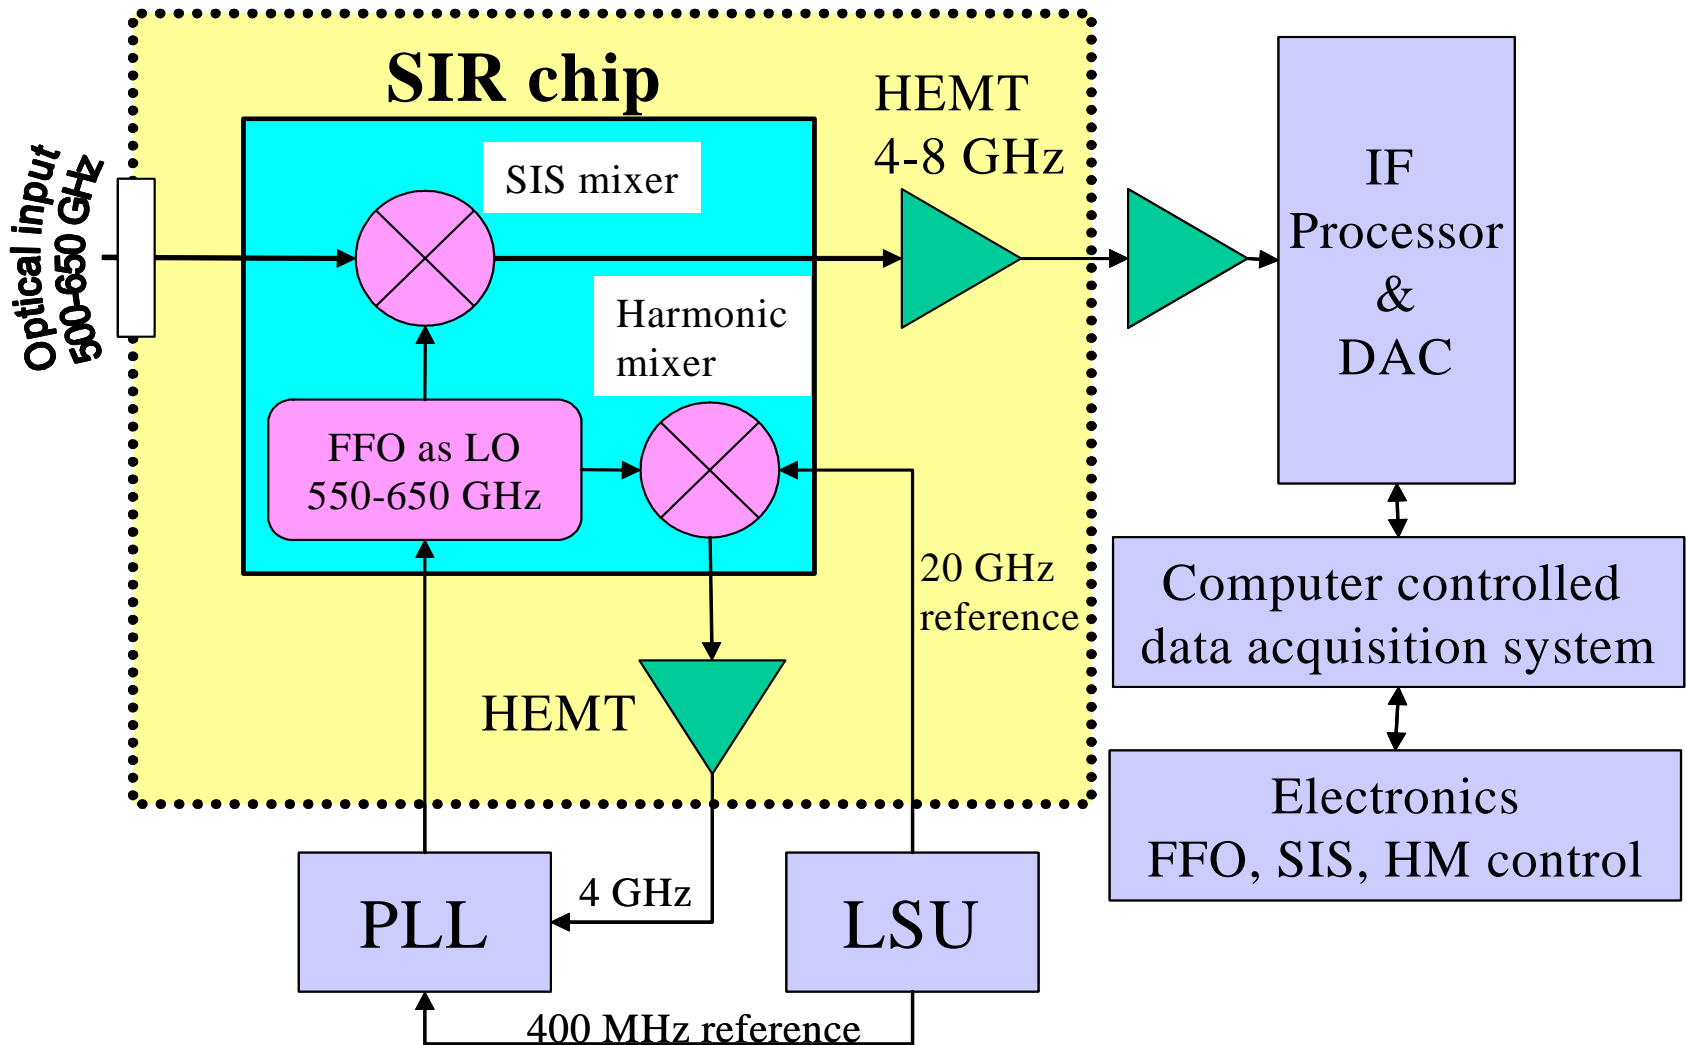 SIR chip
HEMT
4-8 GHz
Optical input
500-650 GHz
SIS mixer
Harmonic
mixer
FFO as LO
550-650 GHz
20 GHz
reference
HEMT
4 GHz
PLL
LSU
400 MHz reference
IF
Processor
&
DAC
Computer controlled
data acquisition system
Electronics
FFO, SIS, HM control